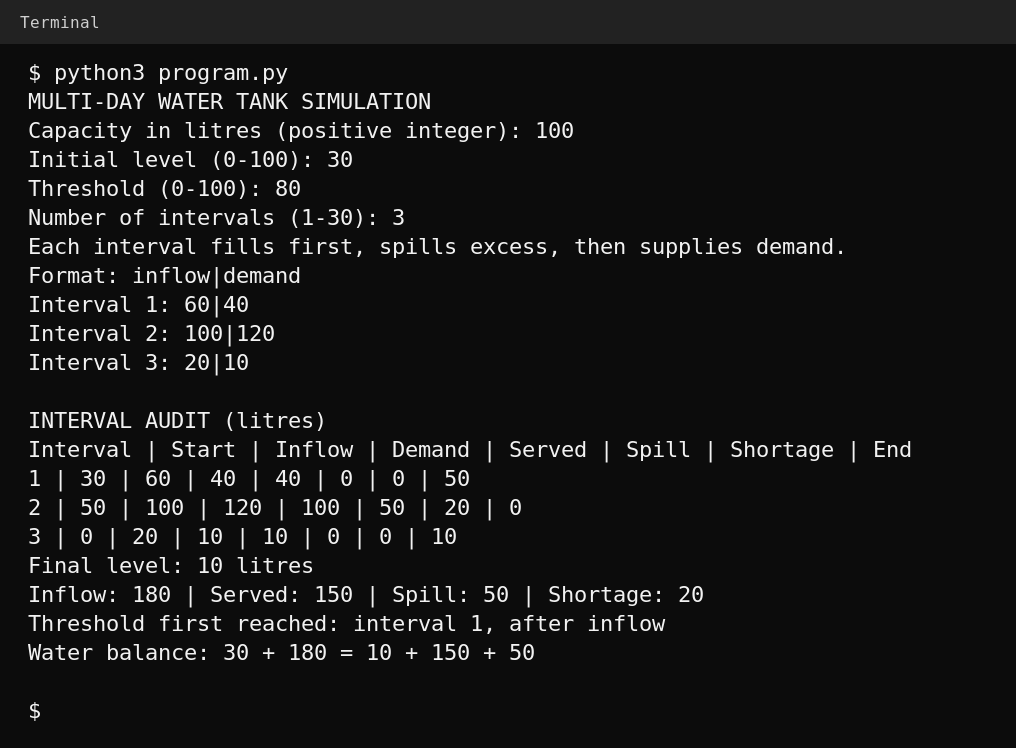 Terminal
$ python3 program.py
MULTI-DAY WATER TANK SIMULATION
Capacity in litres (positive integer): 100
Initial level (0-100): 30
Threshold (0-100): 80
Number of intervals (1-30): 3
Each interval fills first, spills excess, then supplies demand.
Format: inflow|demand
Interval 1: 60|40
Interval 2: 100|120
Interval 3: 20|10
INTERVAL AUDIT (litres)
Interval | Start | Inflow | Demand | Served | Spill | Shortage | End
1 | 30 | 60 | 40 | 40 | 0 | 0 | 50
2 | 50 | 100 | 120 | 100 | 50 | 20 | 0
3 | 0 | 20 | 10 | 10 | 0 | 0 | 10
Final level: 10 litres
Inflow: 180 | Served: 150 | Spill: 50 | Shortage: 20
Threshold first reached: interval 1, after inflow
Water balance: 30 + 180 = 10 + 150 + 50
$